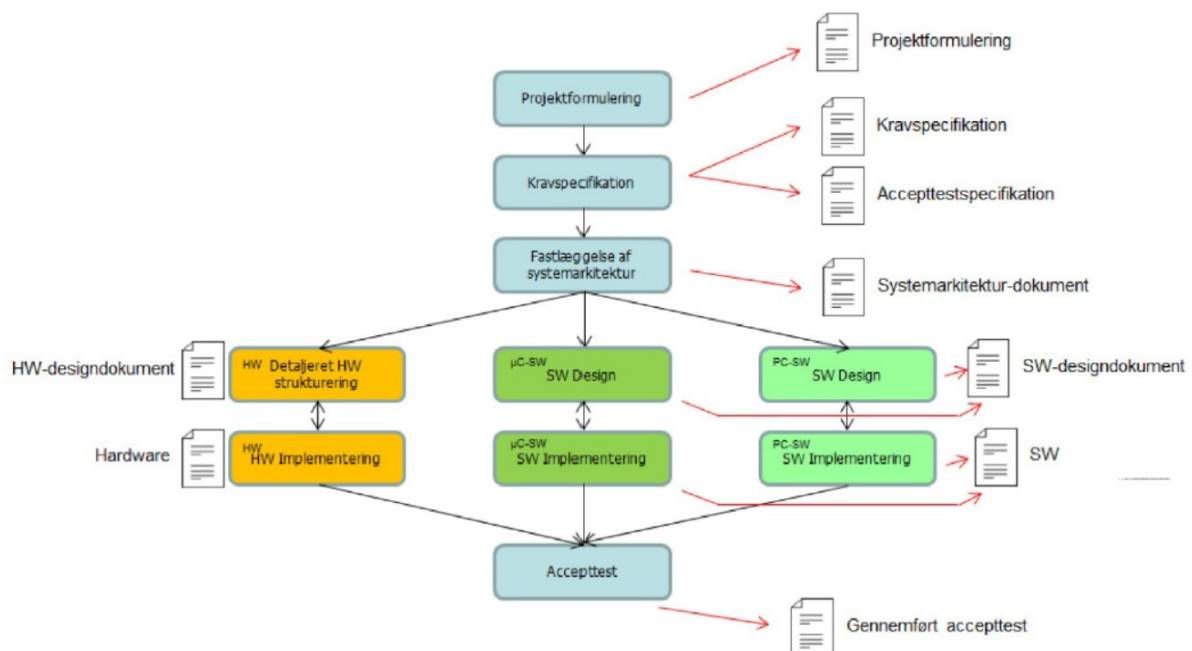 Projektformulering
Projektformulering
Kravspecifikation
Kravspecifikation
Accepttestspecifikation
Fastlæggelse af
systemarkitektur
Systemarkitektur-dokument
HW-designdokument
HW Detaljeret HW
strukturering
µC-SW
SW Design
PC-SW
SW Design
SW-designdokument
Hardware
HW
HW Implementering
µC-SW
SW Implementering
PC-SW
SW Implementering
SW
Accepttest
Gennemført accepttest